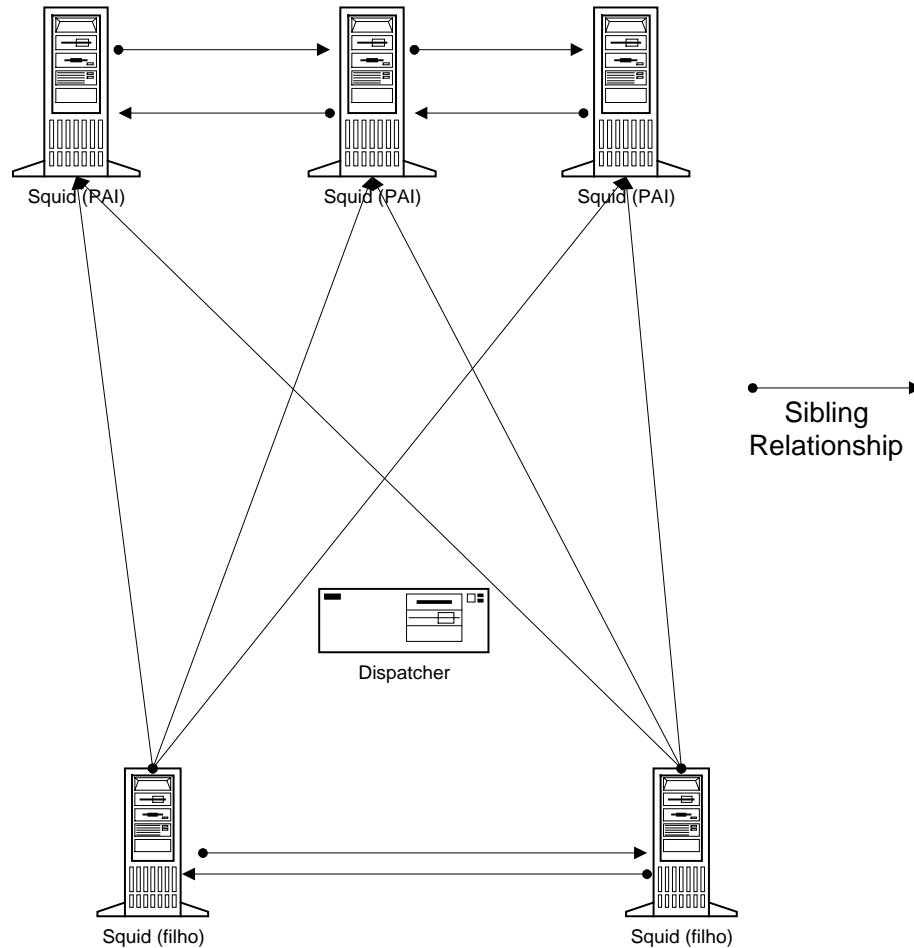 Squid (PAI)
Squid (PAI)
Squid (PAI)
Sibling
Relationship
Dispatcher
Squid (filho)
Squid (filho)